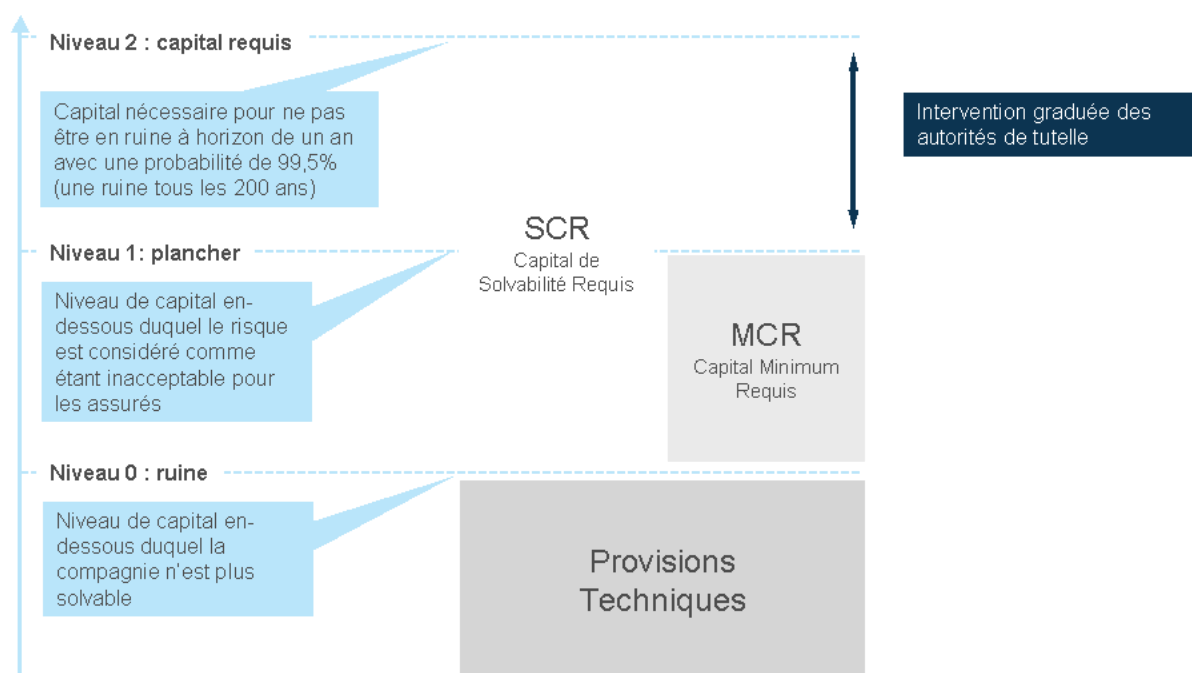 Niveau 2 : capital requis
Capital nécessaire pour ne pas
être en ruine à horizon de un an
avec une probabilité de 99,5%
(une ruine tous les 200 ans)
Intervention graduée des
autorités de tutelle
SCR
Capital de
Solvabilité Requis
Niveau 1: plancher
Niveau de capital en-
dessous duquel le risque
est considéré comme
étant inacceptable pour
les assurés
MCR
Capital Minimum
Requis
Niveau 0 : ruine
Niveau de capital en-
dessous duquel la
compagnie n'est plus
solvable
Provisions
Techniques